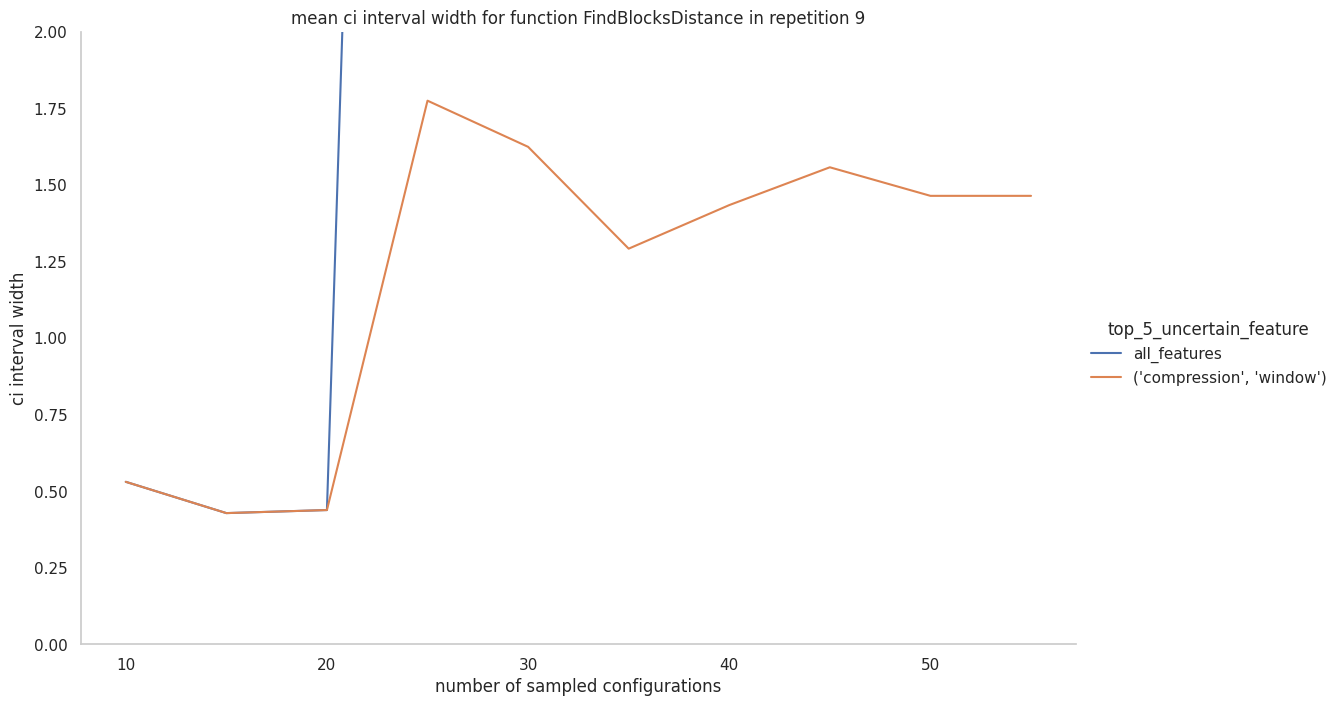 mean ci interval width for function FindBlocksDistance in repetition 9
2.00
1.75
1.50
1.25
1.00
0.75
0.50
0.25
0.00
ci interval width
10
20
30
40
50
number of sampled configurations
top_5_uncertain_feature
all_features
('compression', 'window')